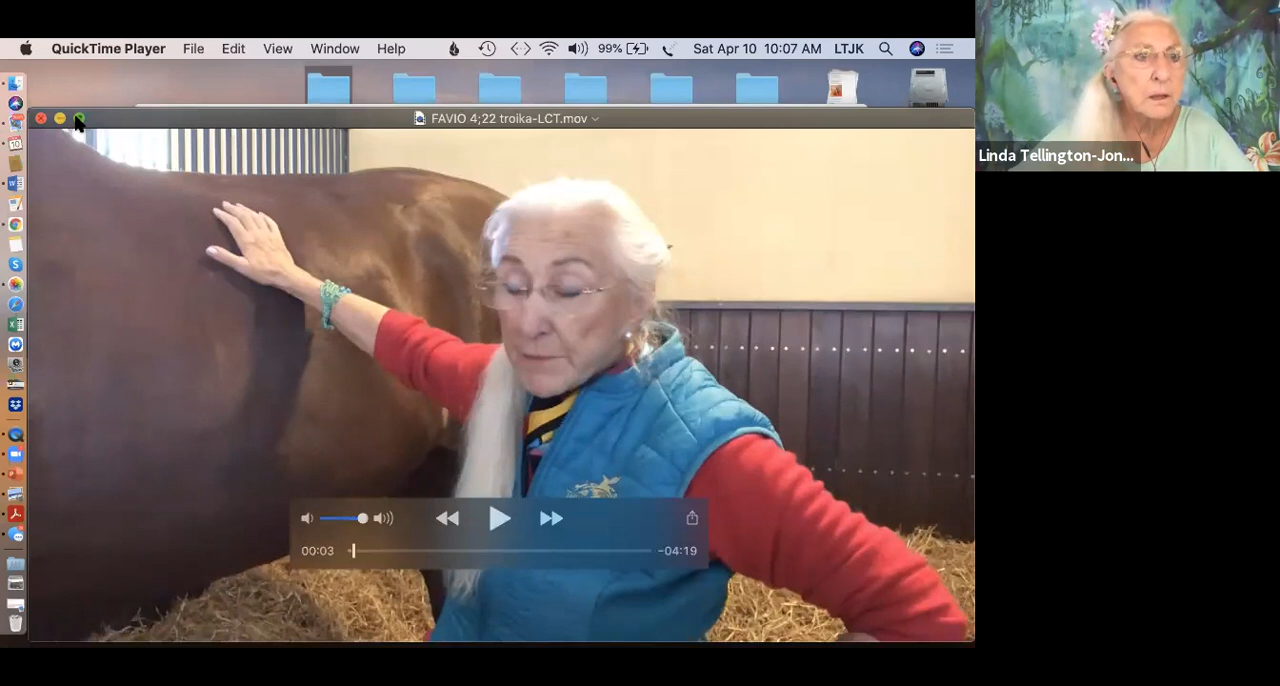 QuickTime Player File Edit View Window Help 99% Sat Apr 10 10:07 AM LTJK
FAVIO 4;22 troika-LCT.mov
Linda Tellington-Jon...
00:03 -04:19